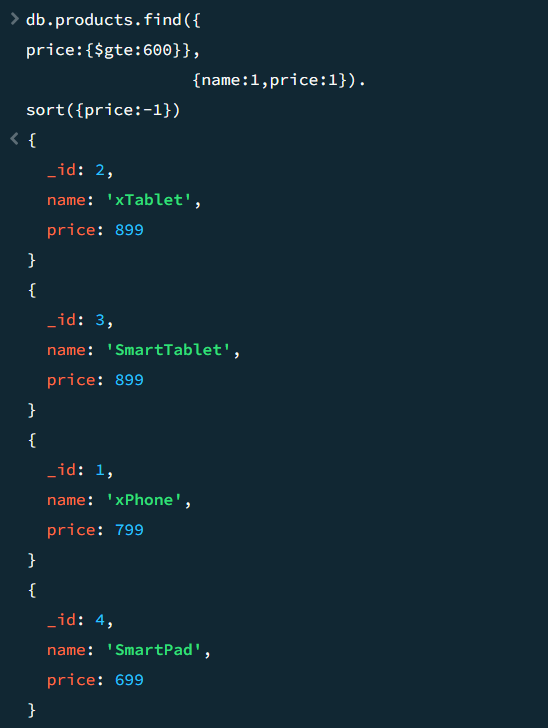 > db.products.find({
price:{$gte:600}},
{name:1,price:1}).
sort({price:-1})
< {
_id: 2,
name: 'xTablet',
price: 899
}
{
_id: 3,
name: 'SmartTablet',
price: 899
}
{
_id: 1,
name: 'xPhone',
price: 799
}
{
_id: 4,
name: 'SmartPad',
price: 699
}